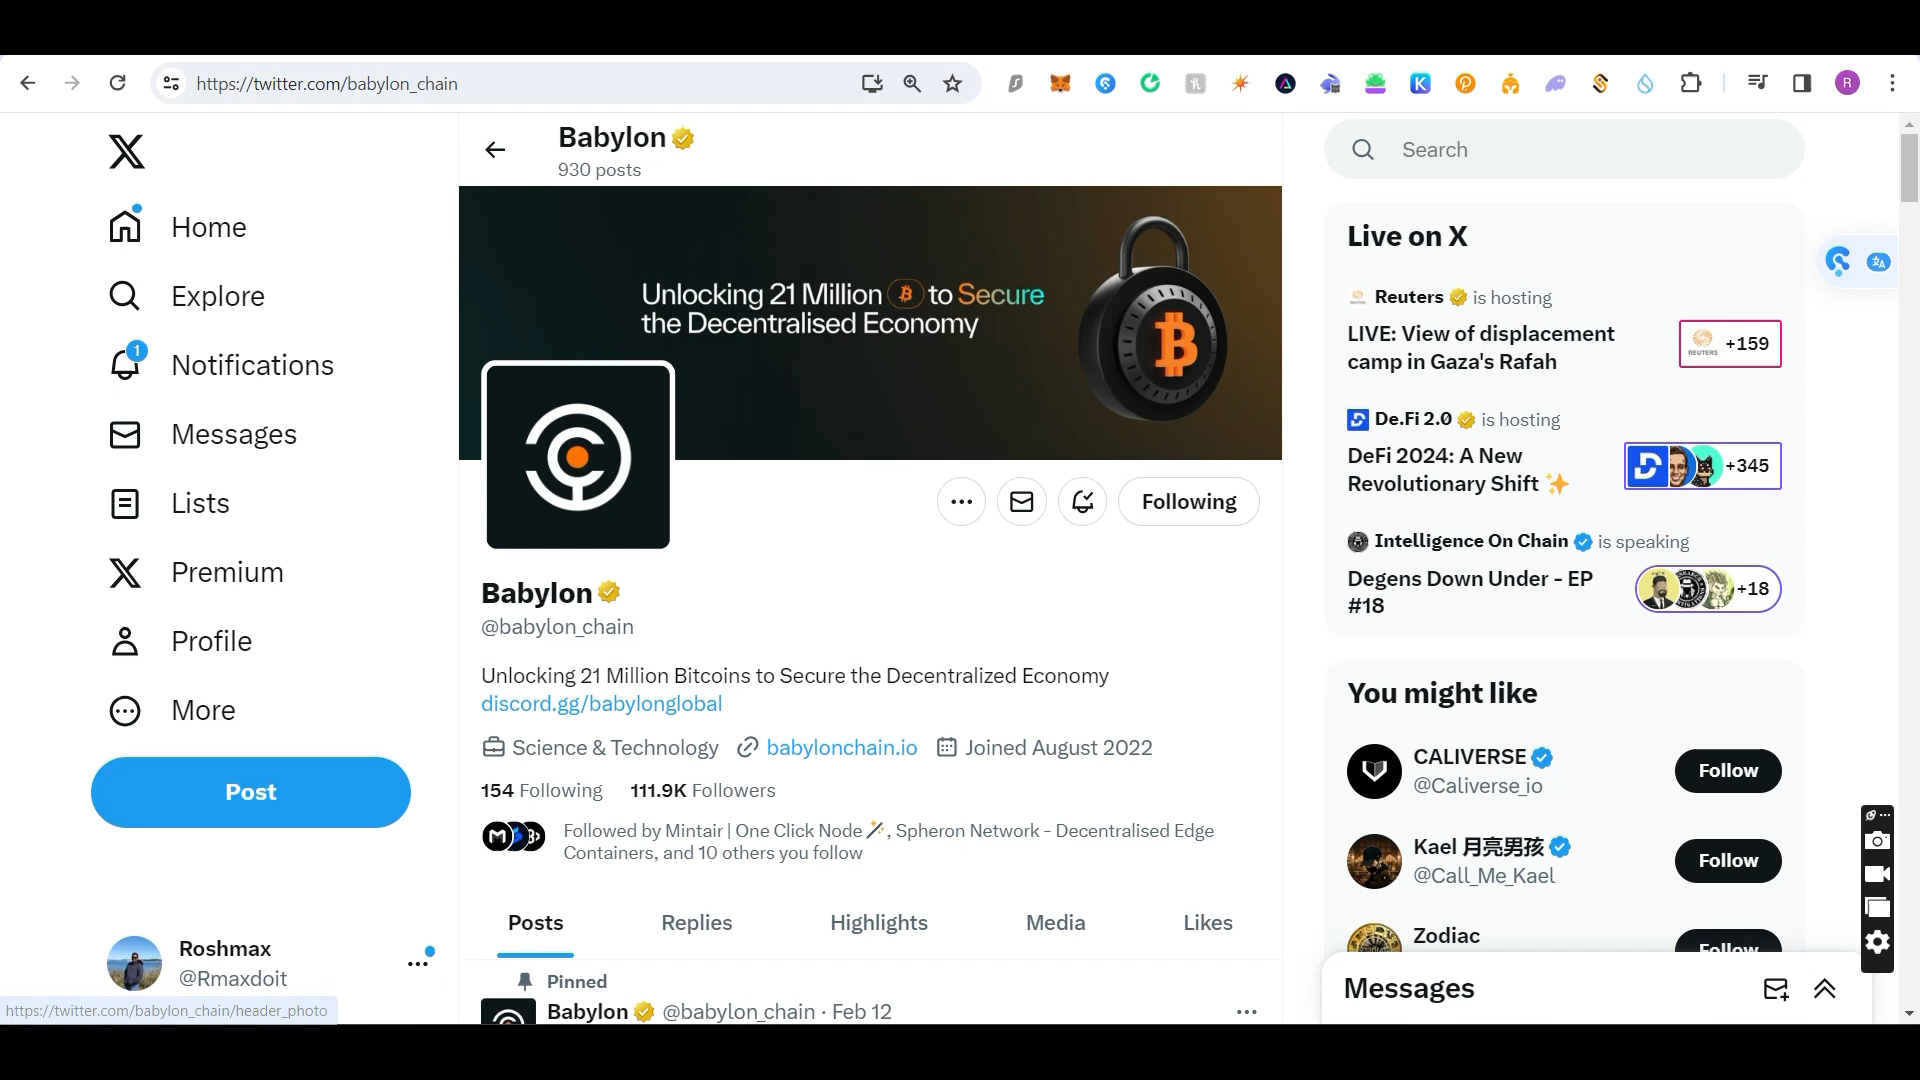 https://twitter.com/babylon_chain
R
Home
Explore
1
Notifications
Messages
Lists
Premium
Profile
More
Post
Roshmax
@Rmaxdoit
https://twitter.com/babylon_chain/header_photo
Babylon
930 posts
Unlocking 21 Million to Secure
the Decentralised Economy
Following
Babylon
@babylon_chain
Unlocking 21 Million Bitcoins to Secure the Decentralized Economy
discord.gg/babylonglobal
Science & Technology babylonchain.io Joined August 2022
154 Following 111.9K Followers
Followed by Mintair | One Click Node, Spheron Network - Decentralised Edge
Containers, and 10 others you follow
Posts Replies Highlights Media Likes
Pinned
Babylon @babylon_chain · Feb 12
Search
Live on X
Reuters is hosting
LIVE: View of displacement
camp in Gaza's Rafah
REUTERS +159
De.Fi 2.0 is hosting
DeFi 2024: A New
Revolutionary Shift
+345
Intelligence On Chain is speaking
Degens Down Under - EP
#18
+18
You might like
CALIVERSE
@Caliverse_io
Follow
Kael 月亮男孩
@Call_Me_Kael
Follow
Zodiac
Follow
Messages